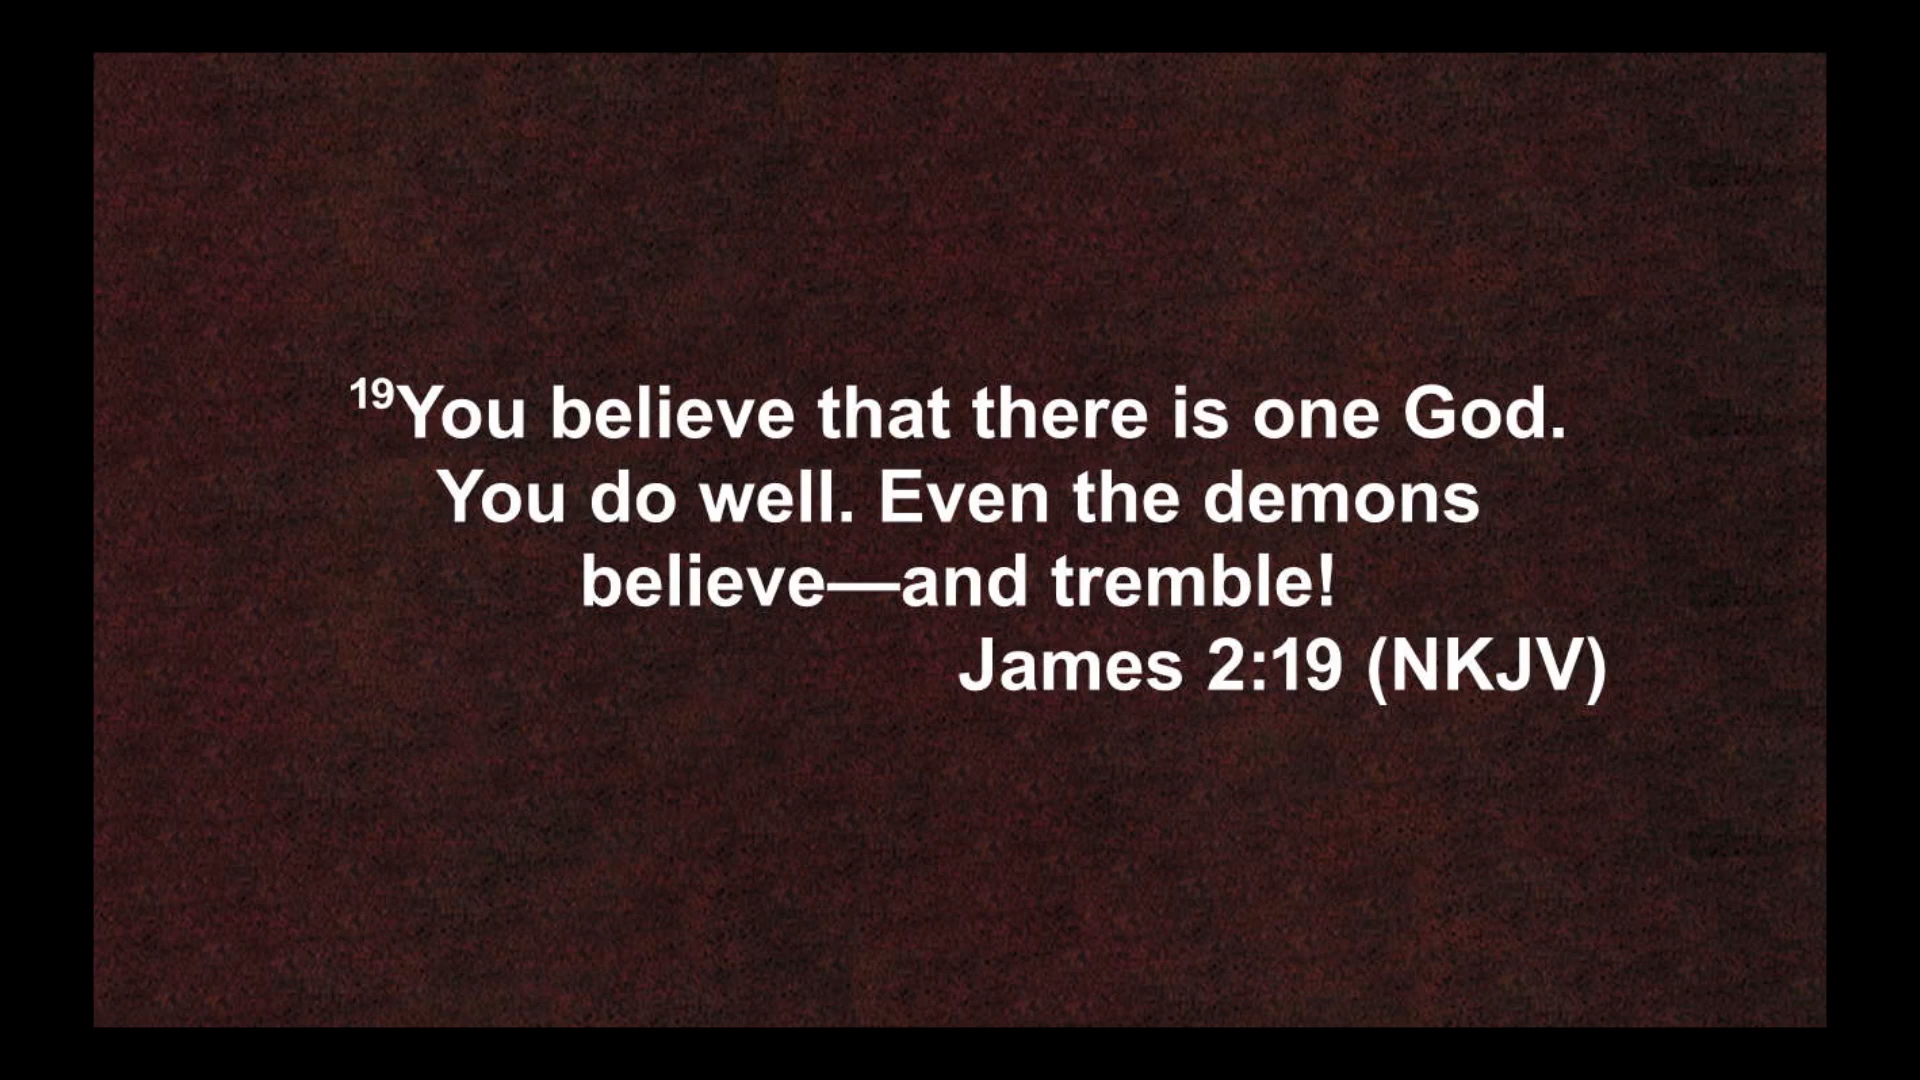 19You believe that there is one God.
You do well. Even the demons
believe—and tremble!
James 2:19 (NKJV)